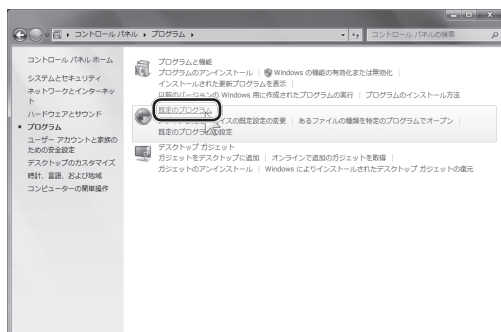 コントロール パネル ▸ プログラム ▸
コントロール パネルの検索
コントロール パネル ホーム
システムとセキュリティ
ネットワークとインターネット
ハードウェアとサウンド
プログラム
ユーザー アカウントと家族の
ための安全設定
デスクトップのカスタマイズ
時計、言語、および地域
コンピューターの簡単操作
プログラムと機能
プログラムのアンインストール | Windows の機能の有効化または無効化 |
インストールされた更新プログラムを表示 |
以前のバージョンの Windows 用に作成されたプログラムの実行 | プログラムのインストール方法
既定のプログラム
イスの既定設定の変更 | あるファイルの種類を特定のプログラムでオープン |
既定のプログラムの設定
デスクトップ ガジェット
ガジェットをデスクトップに追加 | オンラインで追加のガジェットを取得 |
ガジェットのアンインストール | Windows によりインストールされたデスクトップ ガジェットの復元